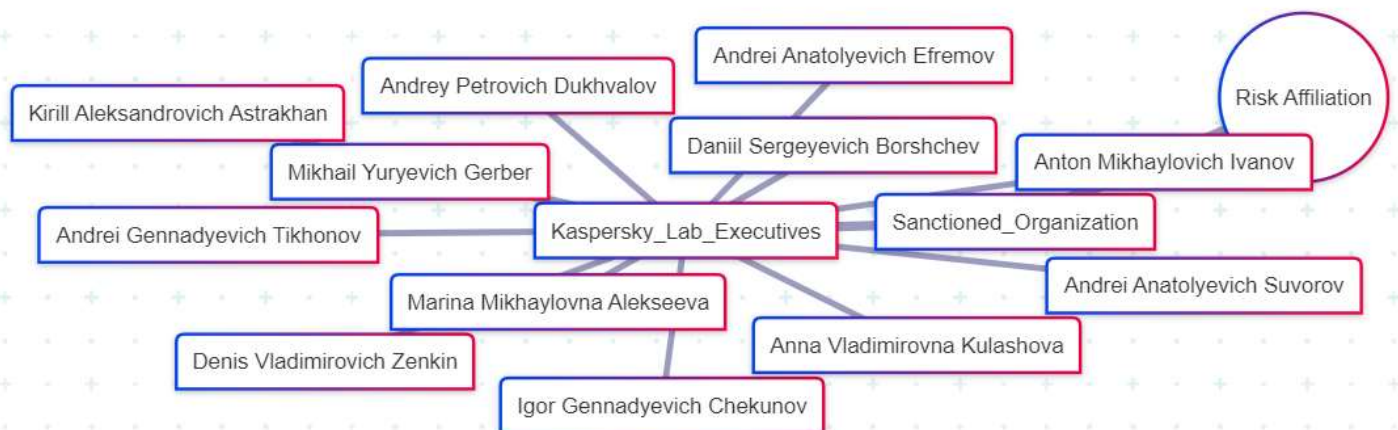 Andrei Anatolyevich Efremov
Andrey Petrovich Dukhvalov
Risk Affiliation
Kirill Aleksandrovich Astrakhan
Daniil Sergeyevich Borshchev
Anton Mikhaylovich Ivanov
Mikhail Yuryevich Gerber
Sanctioned_Organization
Kaspersky_Lab_Executives
Andrei Gennadyevich Tikhonov
Andrei Anatolyevich Suvorov
Marina Mikhaylovna Alekseeva
Anna Vladimirovna Kulashova
Denis Vladimirovich Zenkin
Igor Gennadyevich Chekunov